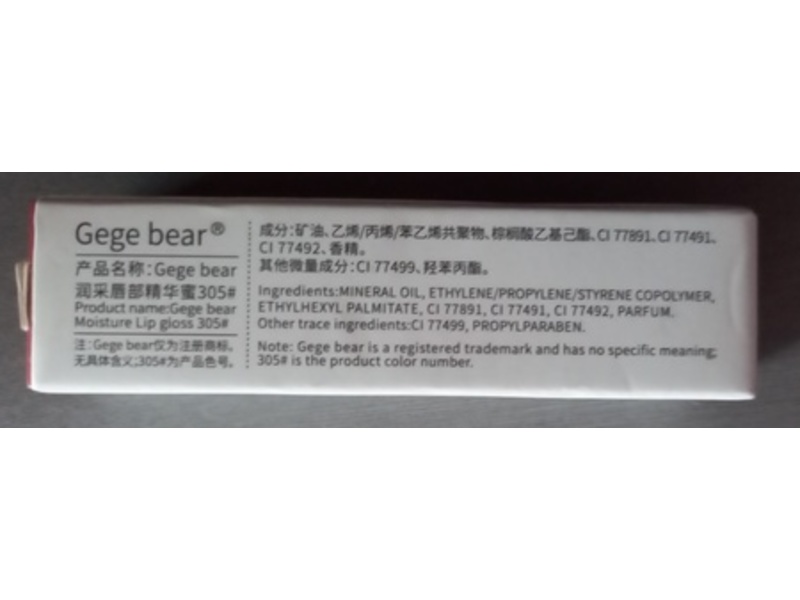 Gege bear®
产品名称:Gege bear
润采唇部精华蜜305#
Product name:Gege bear
Moisture Lip gloss 305#
注:Gege bear仅为注册商标,
无具体含义;305#为产品色号。
成分:矿油、乙烯/丙烯/苯乙烯共聚物、棕榈酸乙基己酯、CI 77891、CI 77491、
CI 77492、香精。
其他微量成分:CI 77499、羟苯丙酯。
Ingredients:MINERAL OIL, ETHYLENE/PROPYLENE/STYRENE COPOLYMER,
ETHYLHEXYL PALMITATE, CI 77891, CI 77491, CI 77492, PARFUM.
Other trace ingredients:CI 77499, PROPYLPARABEN.
Note: Gege bear is a registered trademark and has no specific meaning;
305# is the product color number.